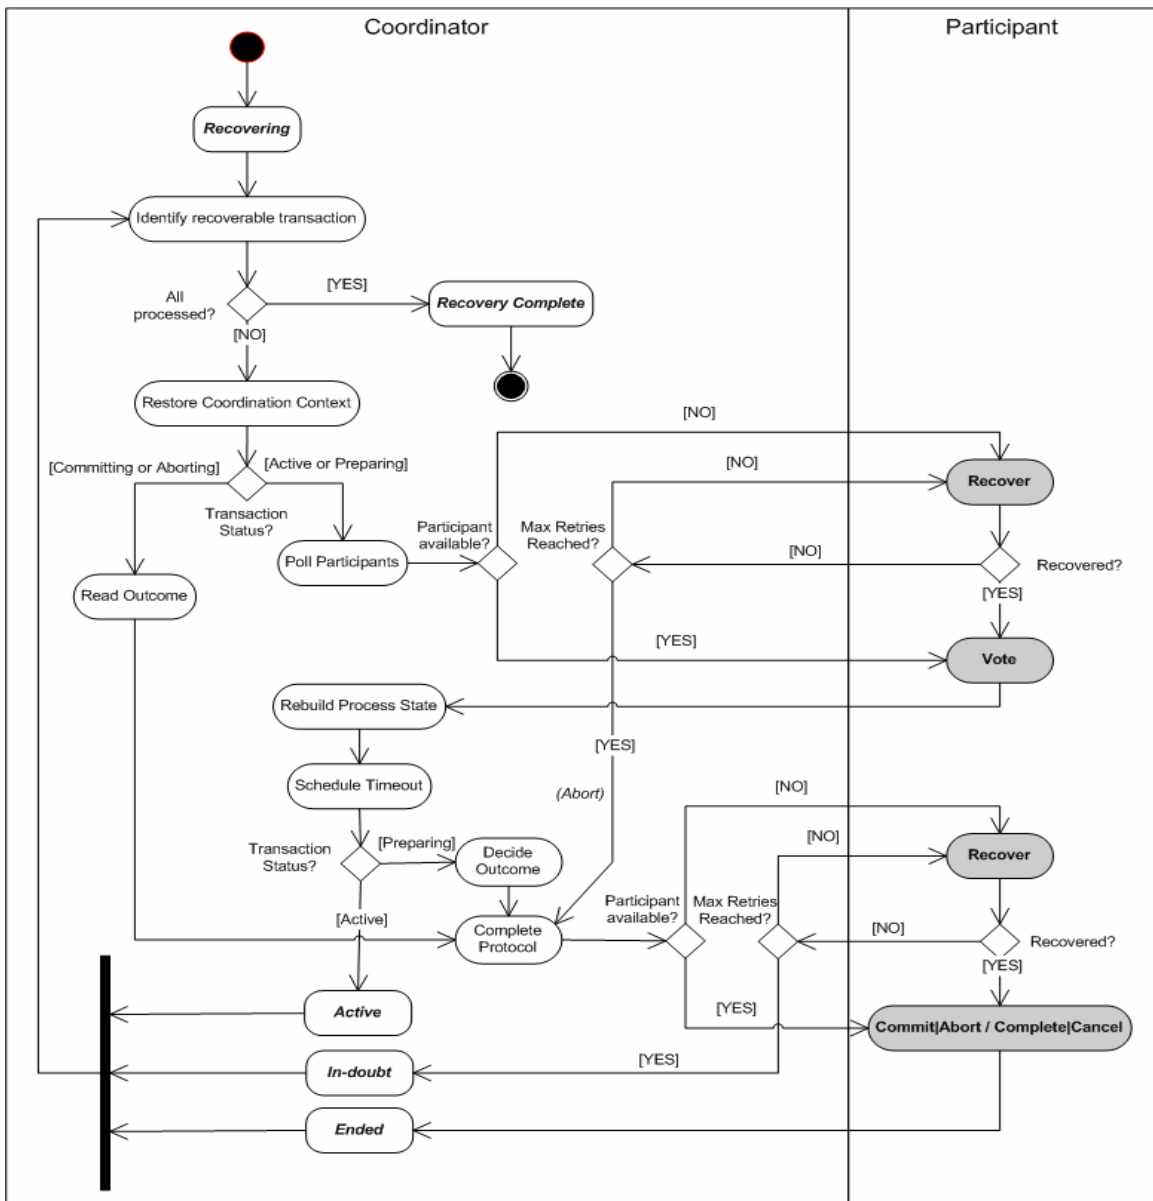 Coordinator
Participant
Recovering
Identify recoverable transaction
All
processed?
[YES]
Recovery Complete
[NO]
Restore Coordination Context
[NO]
[Committing or Aborting]
[Active or Preparing]
[NO]
Recover
Transaction
Status?
Participant
available?
Max Retries
Reached?
[NO]
Poll Participants
Recovered?
Read Outcome
[YES]
[YES]
Vote
Rebuild Process State
[YES]
Schedule Timeout
(Abort)
[NO]
Transaction
Status?
[Preparing]
Decide
Outcome
[NO]
Recover
Participant
available?
Max Retries
Reached?
[Active]
Complete
Protocol
[NO]
Recovered?
[YES]
Active
[YES]
Commit|Abort / Complete|Cancel
In-doubt
[YES]
Ended